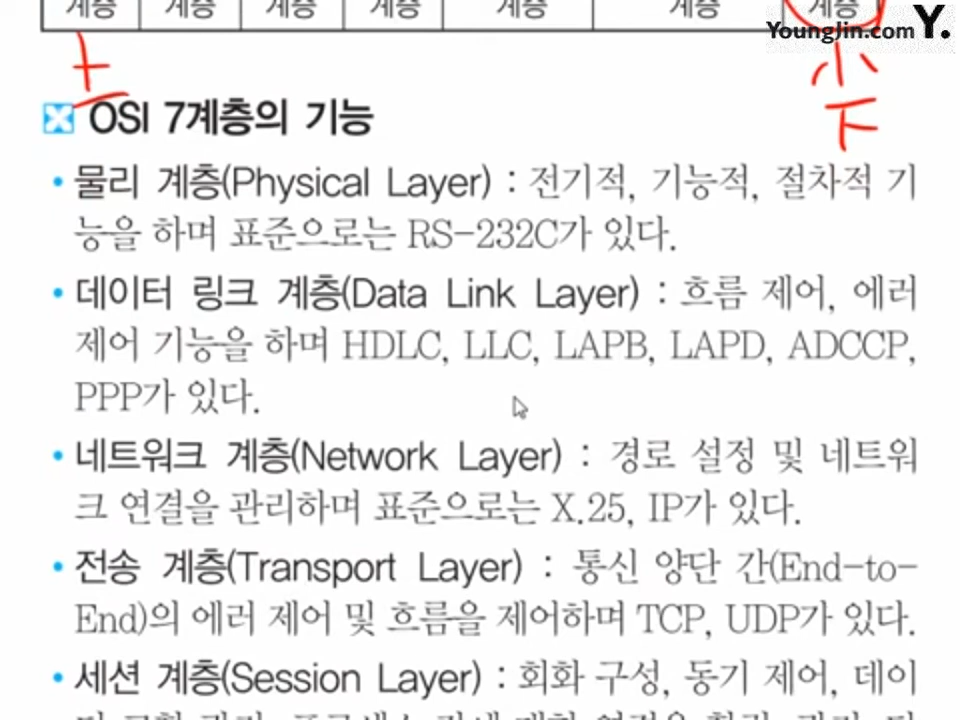 계층 계층 계층 계층 계층 계층 계층
YoungJin.com Y.
上
小
下
OSI 7계층의 기능
• 물리 계층(Physical Layer) : 전기적, 기능적, 절차적 기
능을 하며 표준으로는 RS-232C가 있다.
• 데이터 링크 계층(Data Link Layer) : 흐름 제어, 에러
제어 기능을 하며 HDLC, LLC, LAPB, LAPD, ADCCP,
PPP가 있다.
• 네트워크 계층(Network Layer) : 경로 설정 및 네트워
크 연결을 관리하며 표준으로는 X.25, IP가 있다.
• 전송 계층(Transport Layer) : 통신 양단 간(End-to-
End)의 에러 제어 및 흐름을 제어하며 TCP, UDP가 있다.
• 세션 계층(Session Layer) : 회화 구성, 동기 제어, 데이